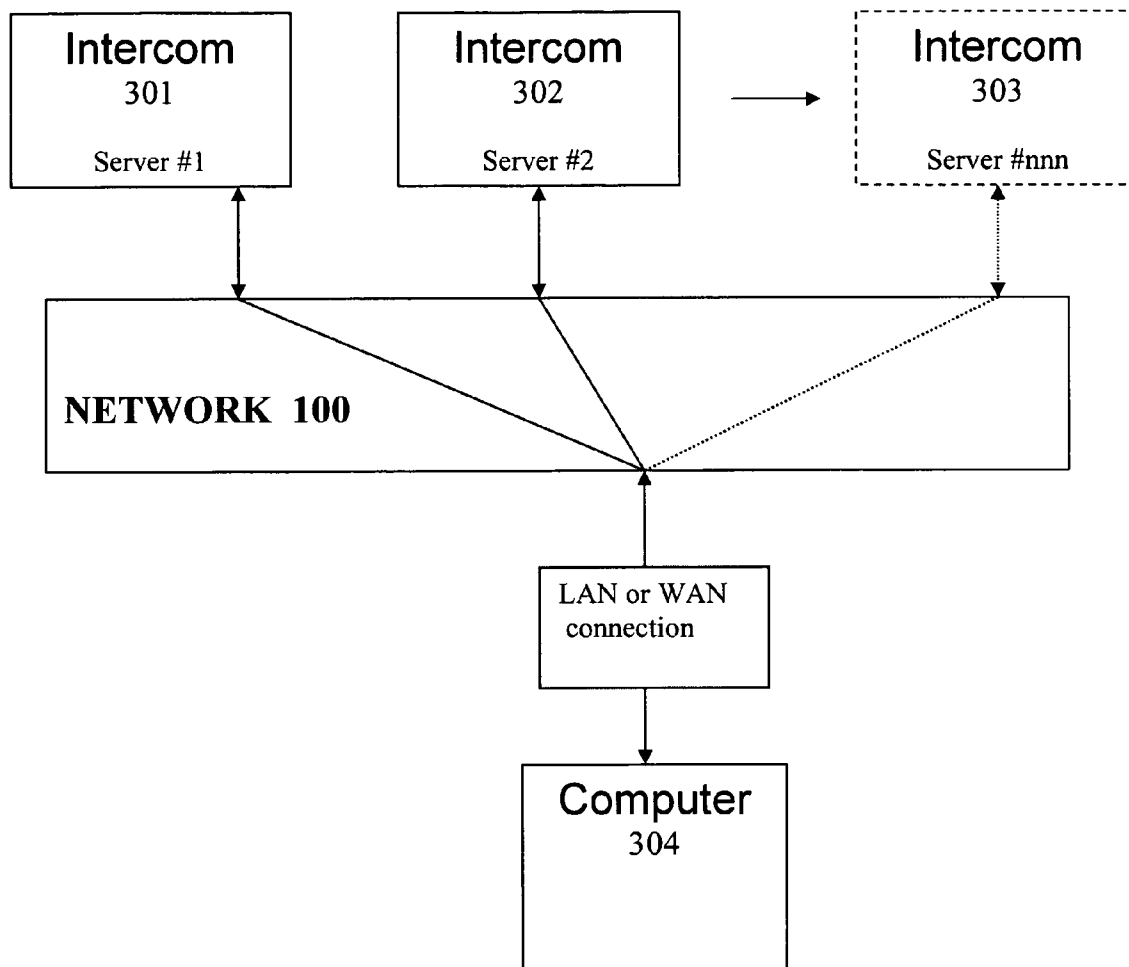 Intercom
301
Server #1
Intercom
302
Server #2
Intercom
303
Server #nnn
NETWORK 100
LAN or WAN
connection
Computer
304